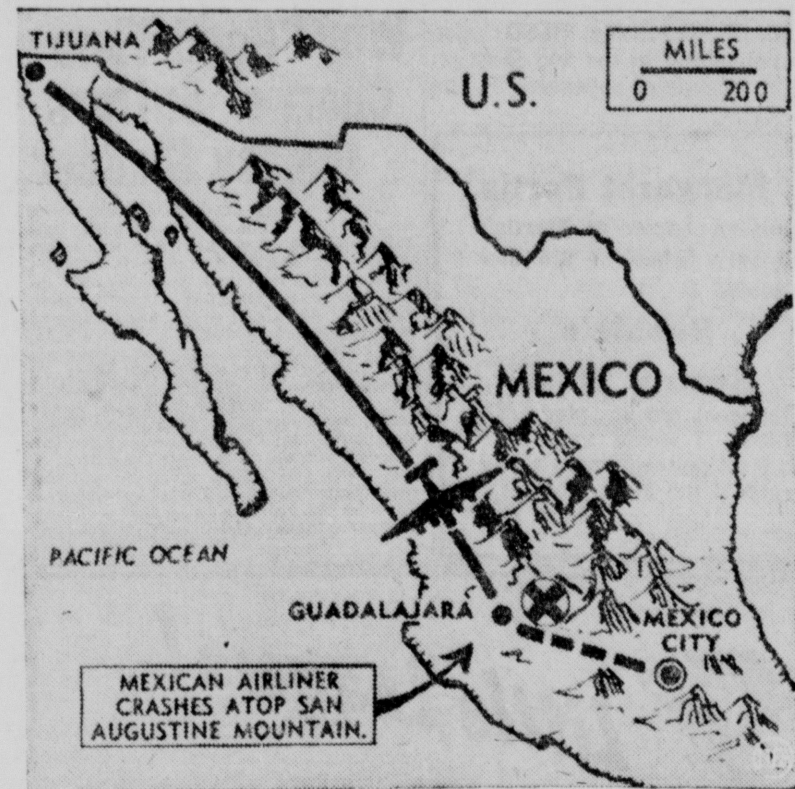 TIJUANA
U.S.
MILES
0 200
MEXICO
PACIFIC OCEAN
GUADALAJARA
MEXICO
CITY
MEXICAN AIRLINER
CRASHES ATOP SAN
AUGUSTINE MOUNTAIN.